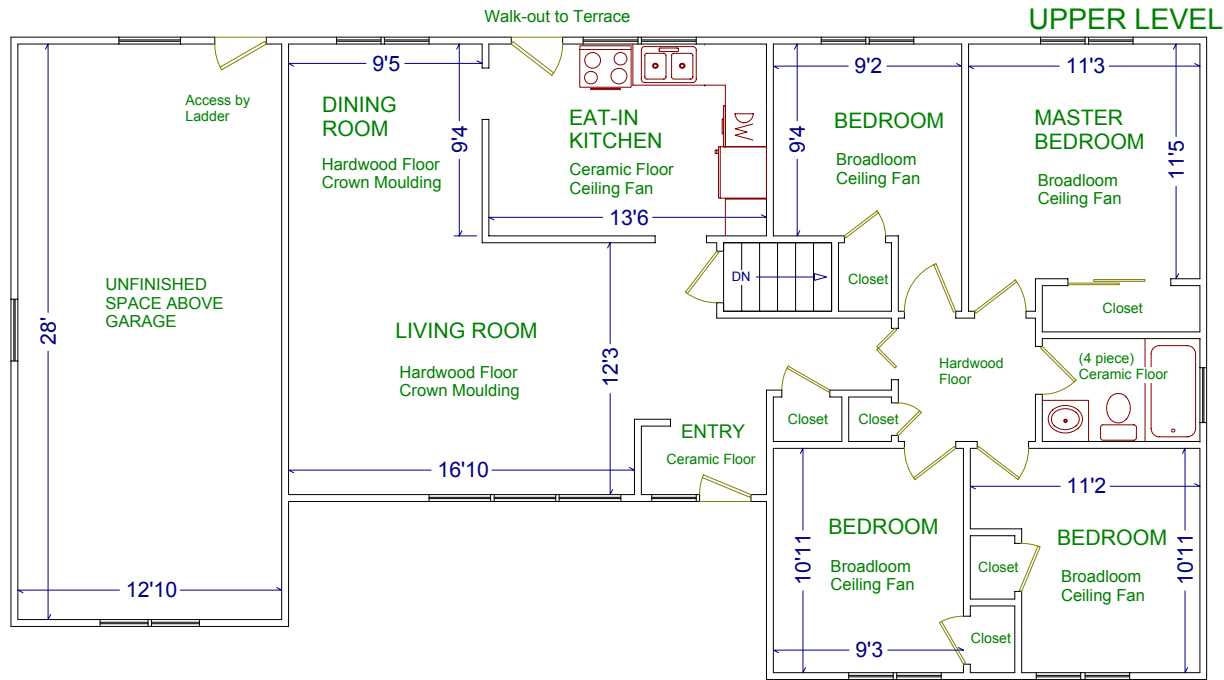 Walk-out to Terrace
UPPER LEVEL
9'5
9'2
11'3
Access by
Ladder
DINING
ROOM
Hardwood Floor
Crown Moulding
9'4
EAT-IN
KITCHEN
Ceramic Floor
Ceiling Fan
DW
13'6
9'4
BEDROOM
Broadloom
Ceiling Fan
MASTER
BEDROOM
Broadloom
Ceiling Fan
11'5
UNFINISHED
SPACE ABOVE
GARAGE
28'
DN
Closet
Closet
LIVING ROOM
Hardwood Floor
Crown Moulding
12'3
Hardwood
Floor
(4 piece)
Ceramic Floor
Closet
Closet
ENTRY
Ceramic Floor
16'10
11'2
BEDROOM
Broadloom
Ceiling Fan
10'11
9'3
Closet
Closet
BEDROOM
Broadloom
Ceiling Fan
10'11
12'10